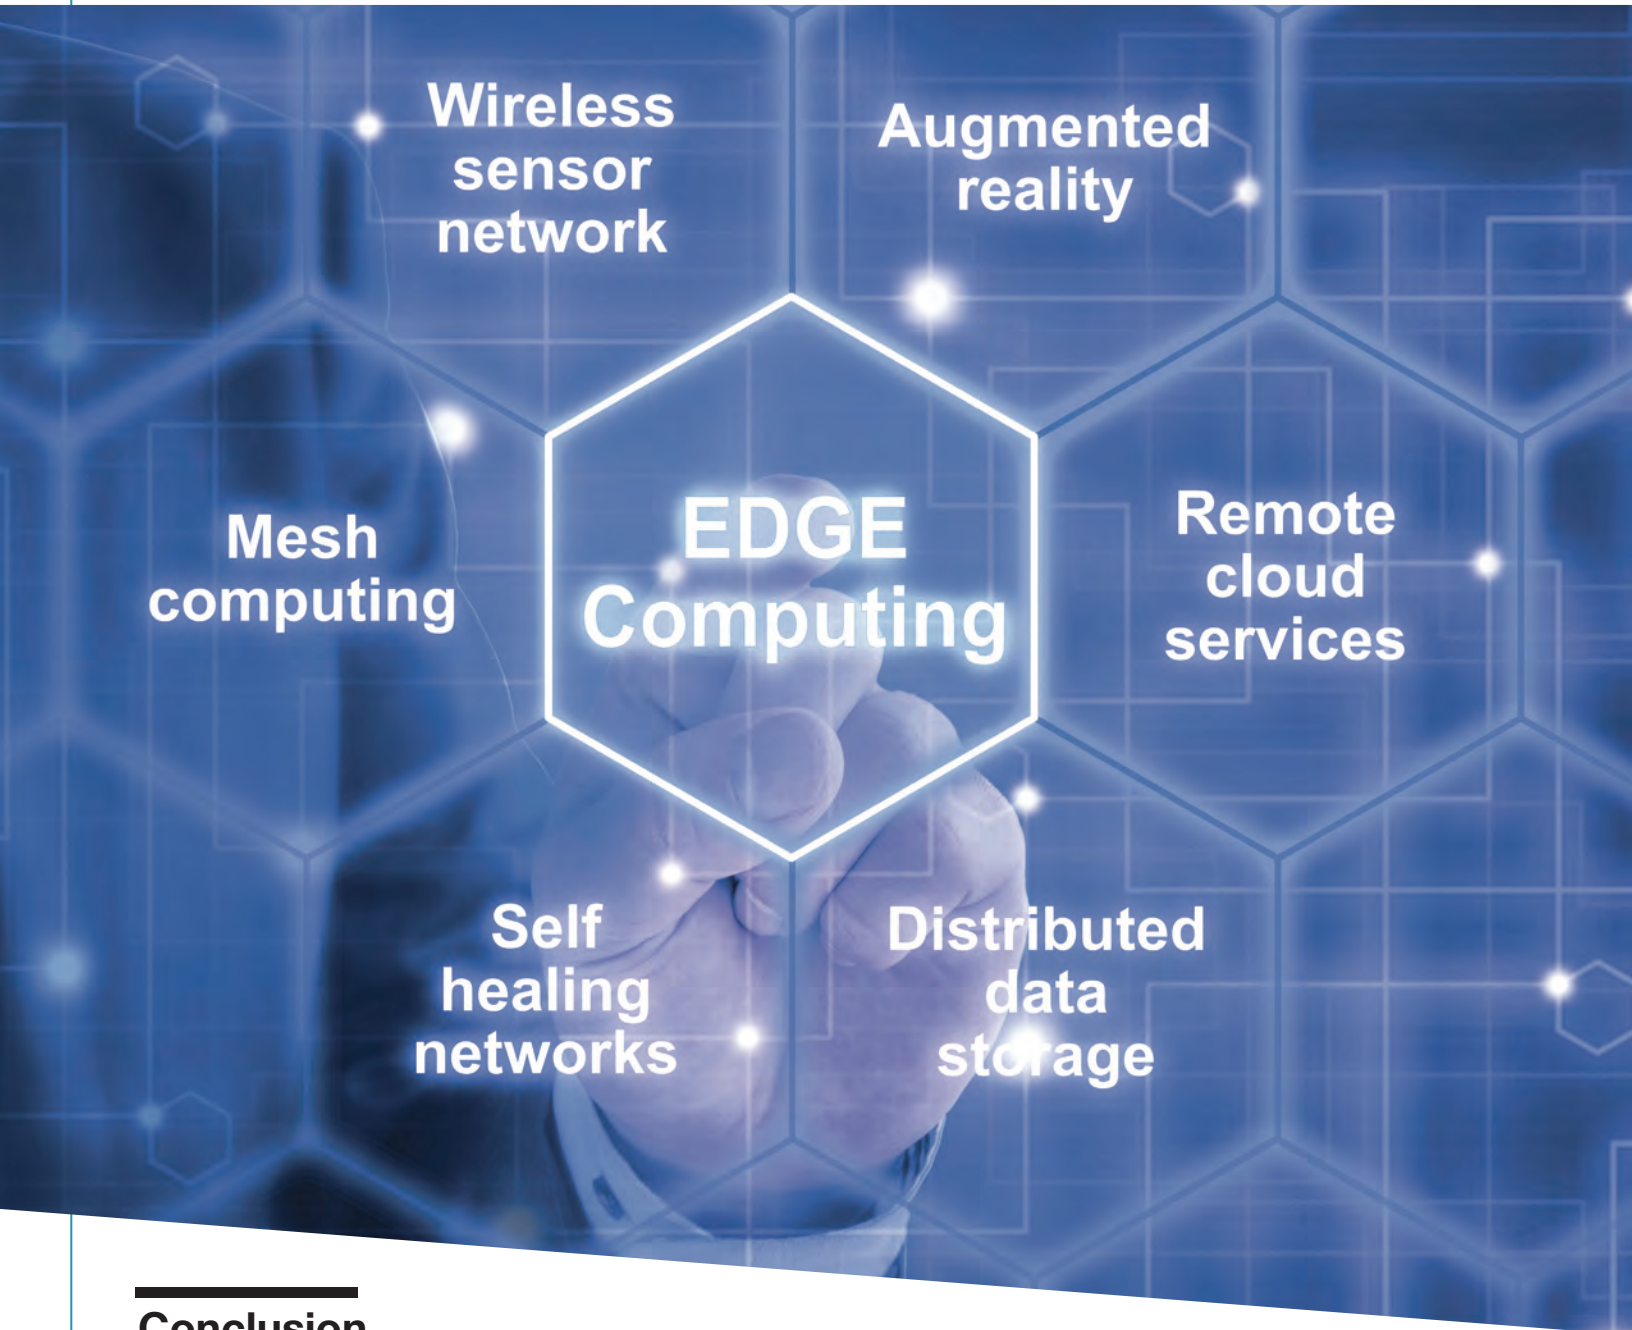 Wireless
sensor
network
Augmented
reality
Mesh
computing
EDGE
Computing
Remote
cloud
services
Self
healing
networks
Distributed
data
storage
Conclusion